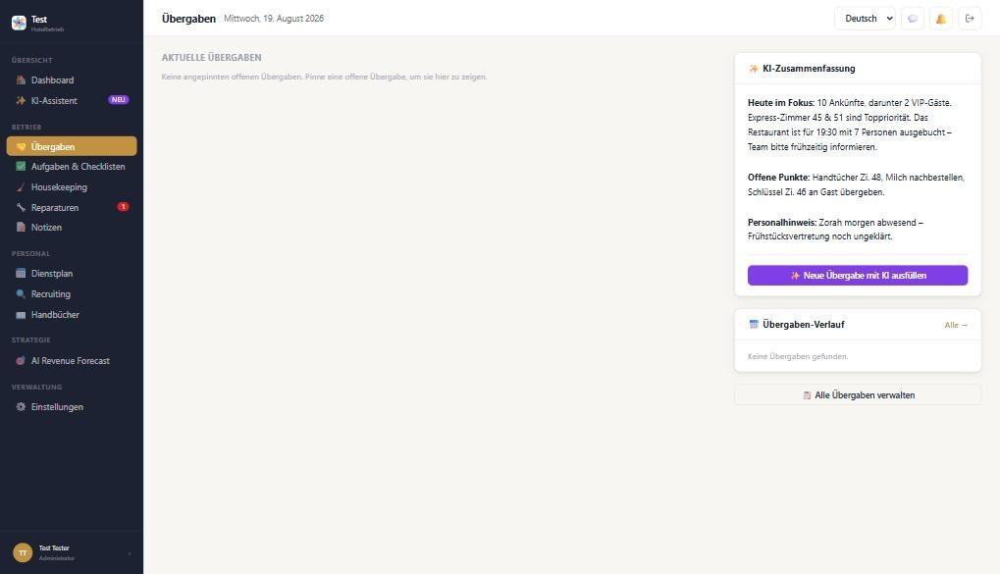 Test
Hotelbetrieb
ÜBERSICHT
Dashboard
KI-Assistent NEU
BETRIEB
Übergaben
Aufgaben & Checklisten
Housekeeping
Reparaturen 1
Notizen
PERSONAL
Dienstplan
Recruiting
Handbücher
STRATEGIE
AI Revenue Forecast
VERWALTUNG
Einstellungen
TT
Test Tester
Administrator
Übergaben Mittwoch, 19. August 2026
Deutsch
AKTUELLE ÜBERGABEN
Keine angepinnten offenen Übergaben. Pinne eine offene Übergabe, um sie hier zu zeigen.
KI-Zusammenfassung
Heute im Fokus: 10 Ankünfte, darunter 2 VIP-Gäste.
Express-Zimmer 45 & 51 sind Toppriorität. Das
Restaurant ist für 19:30 mit 7 Personen ausgebucht –
Team bitte frühzeitig informieren.
Offene Punkte: Handtücher Zi. 48, Milch nachbestellen,
Schlüssel Zi. 46 an Gast übergeben.
Personalhinweis: Zorah morgen abwesend –
Frühstücksvertretung noch ungeklärt.
Neue Übergabe mit KI ausfüllen
Übergaben-Verlauf Alle →
Keine Übergaben gefunden.
Alle Übergaben verwalten